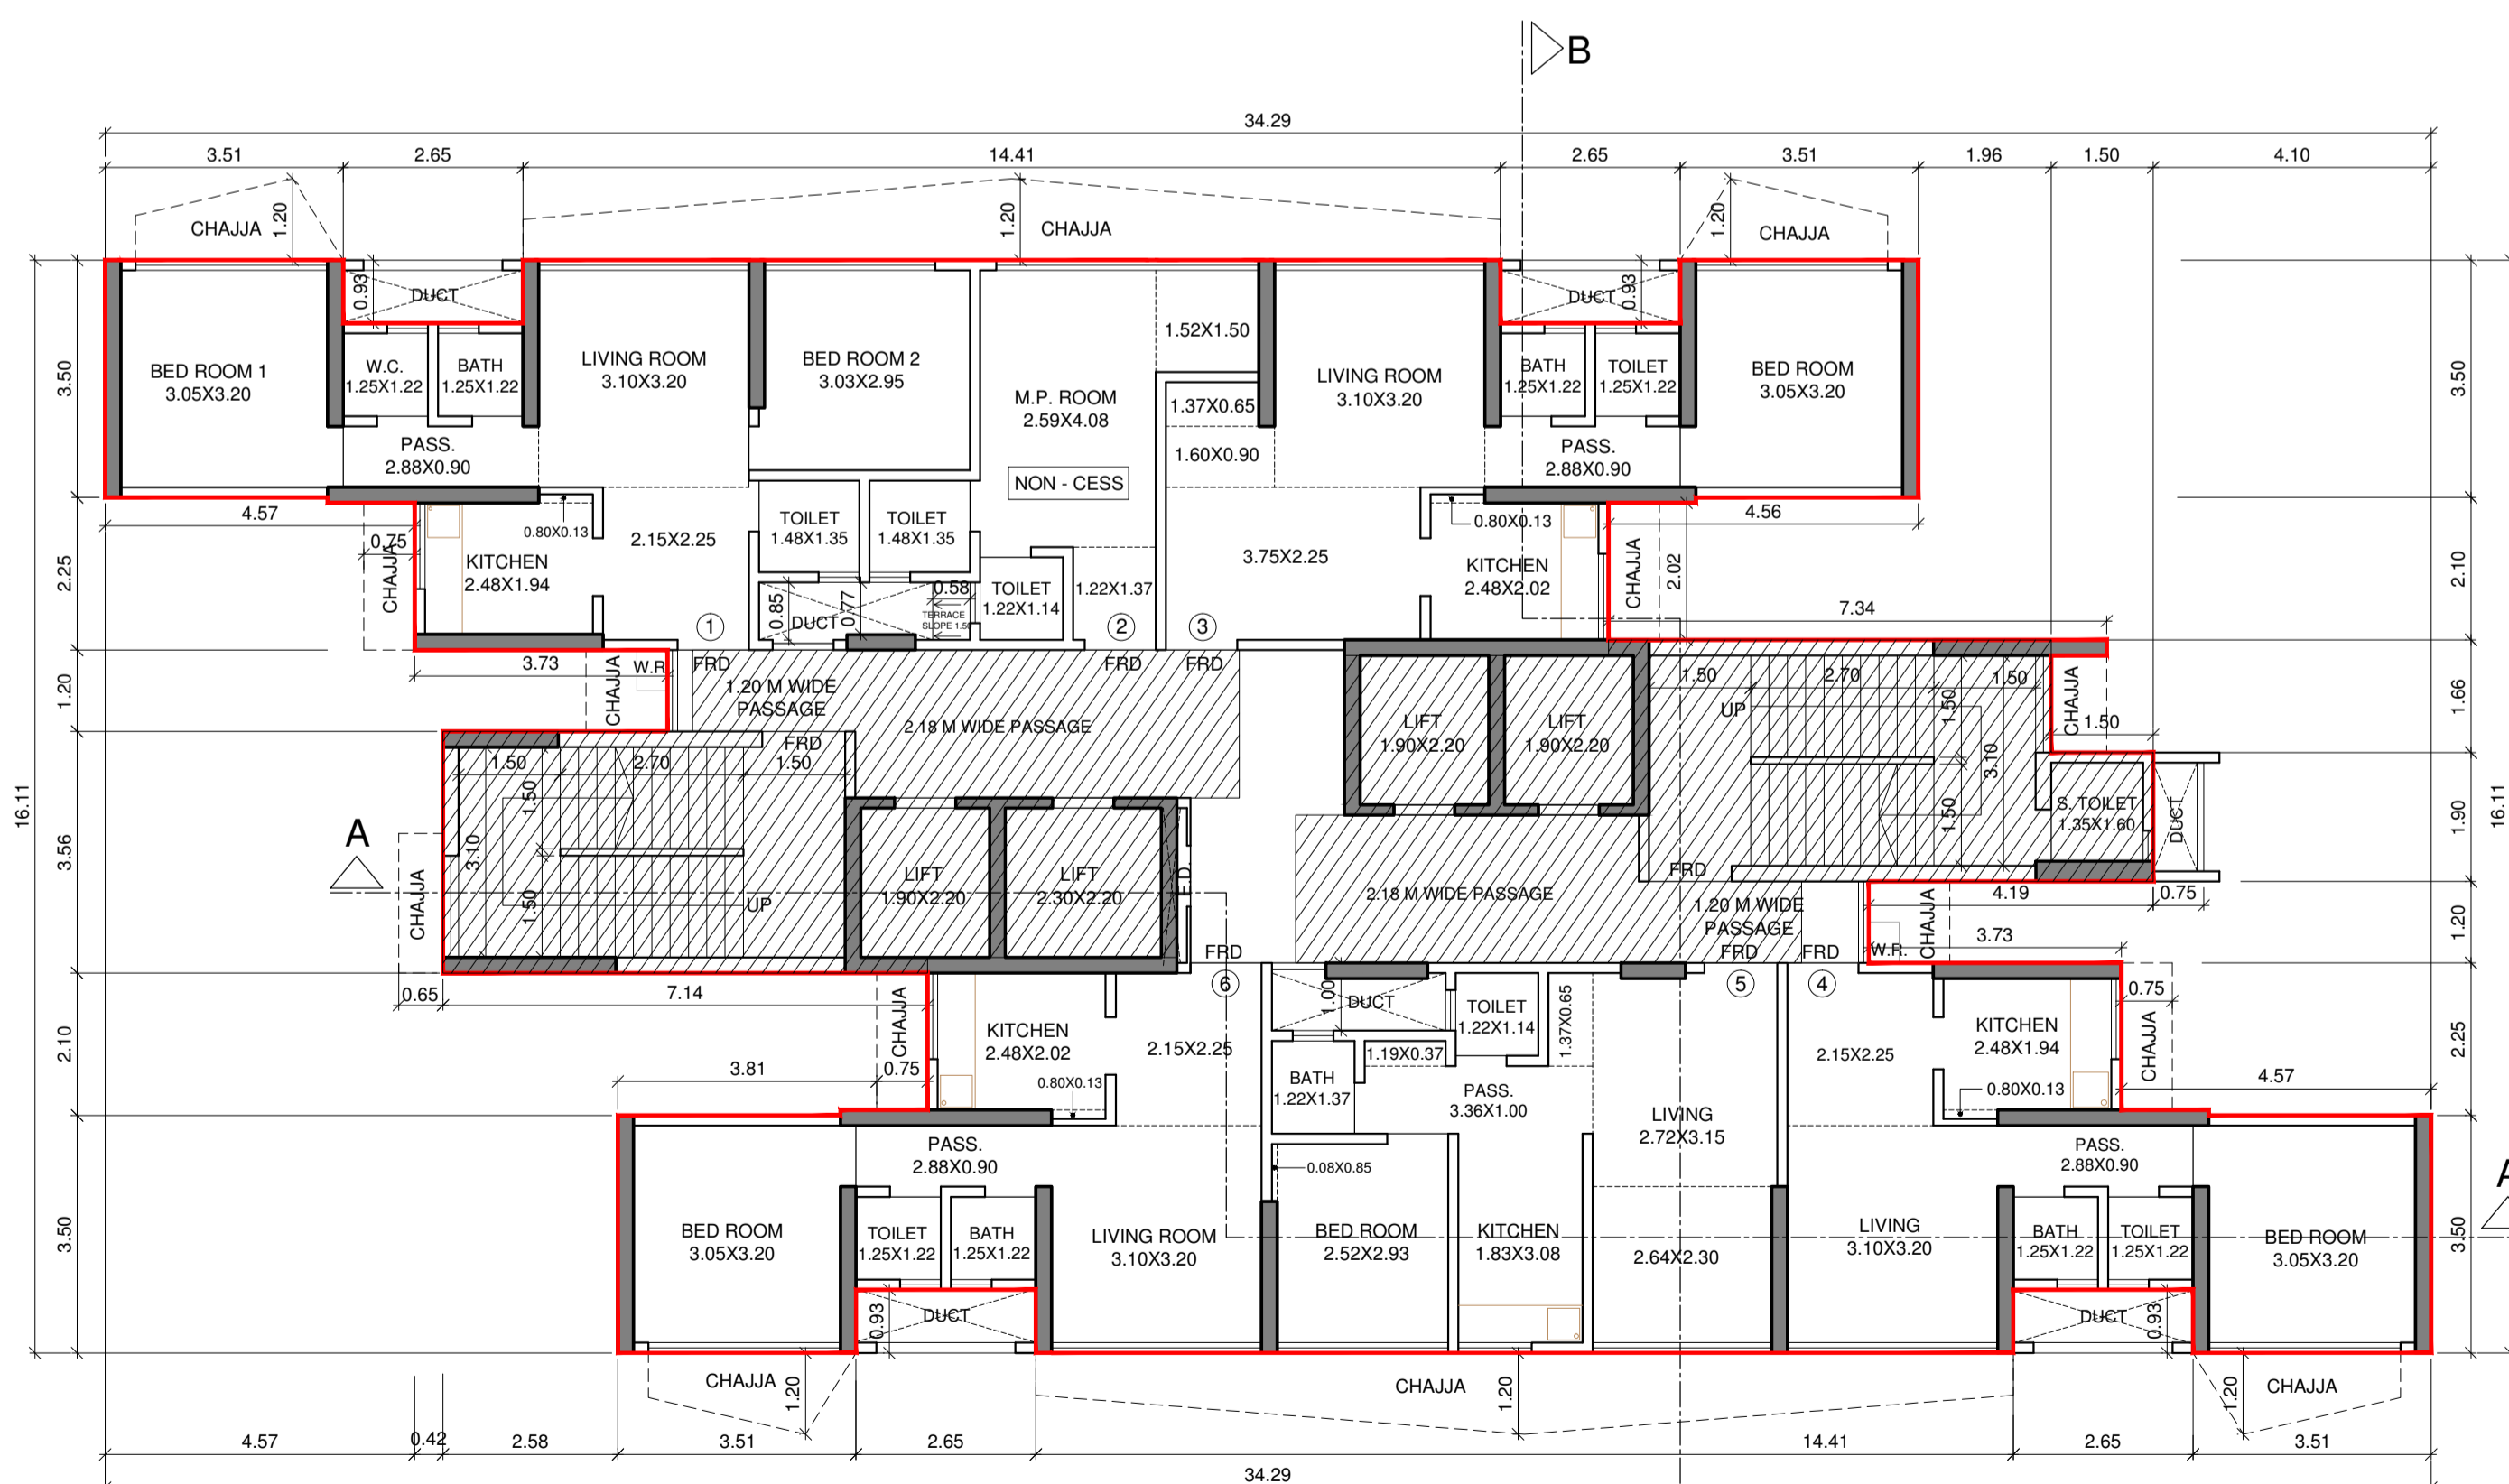 B
34.29
3.51 2.65 14.41 2.65 3.51 1.96 1.50 4.10
CHAJJA 1.20 1.20 CHAJJA 1.20 CHAJJA
0.93 DUCT DUCT 0.93
3.50 3.50
1.52X1.50
BED ROOM 1
3.05X3.20
W.C.
1.25X1.22
BATH
1.25X1.22
LIVING ROOM
3.10X3.20
BED ROOM 2
3.03X2.95
M.P. ROOM
2.59X4.08
1.37X0.65
1.60X0.90
LIVING ROOM
3.10X3.20
BATH
1.25X1.22
TOILET
1.25X1.22
BED ROOM
3.05X3.20
PASS.
2.88X0.90
NON - CESS
PASS.
2.88X0.90
4.57
0.75
CHAJJA
0.80X0.13
KITCHEN
2.48X1.94
2.15X2.25
TOILET
1.48X1.35
TOILET
1.48X1.35
0.85 DUCT 0.77 0.58
TERRACE
SLOPE 1.50
TOILET
1.22X1.14
1.22X1.37
3.75X2.25
0.80X0.13
KITCHEN
2.48X2.02
CHAJJA
2.02
4.56
7.34
2.25 2.10
1 2 3
3.73
CHAJJA
W.R.
FRD FRD FRD
1.20 M WIDE
PASSAGE
2.18 M WIDE PASSAGE
1.20 1.66
LIFT
1.90X2.20
LIFT
1.90X2.20
1.50 2.70 1.50
UP
1.50
3.10
1.50
CHAJJA
1.50
S. TOILET
1.35X1.60
DUCT
1.90
16.11 16.11
FRD
1.50 2.70 1.50
1.50
3.10
1.50
UP
A
CHAJJA
3.56
LIFT
1.90X2.20
LIFT
2.30X2.20
2.18 M WIDE PASSAGE
FRD
1.20 M WIDE
PASSAGE
4.19 0.75
CHAJJA
1.20
W.R.
3.73
FRD FRD FRD
6 5 4
0.65 7.14
CHAJJA
2.10
KITCHEN
2.48X2.02
2.15X2.25
3.81 0.75
0.80X0.13
1.00 DUCT
TOILET
1.22X1.14
1.37X0.65
1.19X0.37
BATH
1.22X1.37
PASS.
3.36X1.00
LIVING
2.72X3.15
2.15X2.25
KITCHEN
2.48X1.94
0.80X0.13
0.75
CHAJJA
4.57
2.25
PASS.
2.88X0.90
0.08X0.85
PASS.
2.88X0.90
A
3.50 3.50
BED ROOM
3.05X3.20
TOILET
1.25X1.22
BATH
1.25X1.22
LIVING ROOM
3.10X3.20
BED ROOM
2.52X2.93
KITCHEN
1.83X3.08
2.64X2.30
LIVING
3.10X3.20
BATH
1.25X1.22
TOILET
1.25X1.22
BED ROOM
3.05X3.20
0.93 DUCT DUCT 0.93
CHAJJA 1.20 CHAJJA 1.20 1.20 CHAJJA
4.57 0.42 2.58 3.51 2.65 14.41 2.65 3.51
34.29